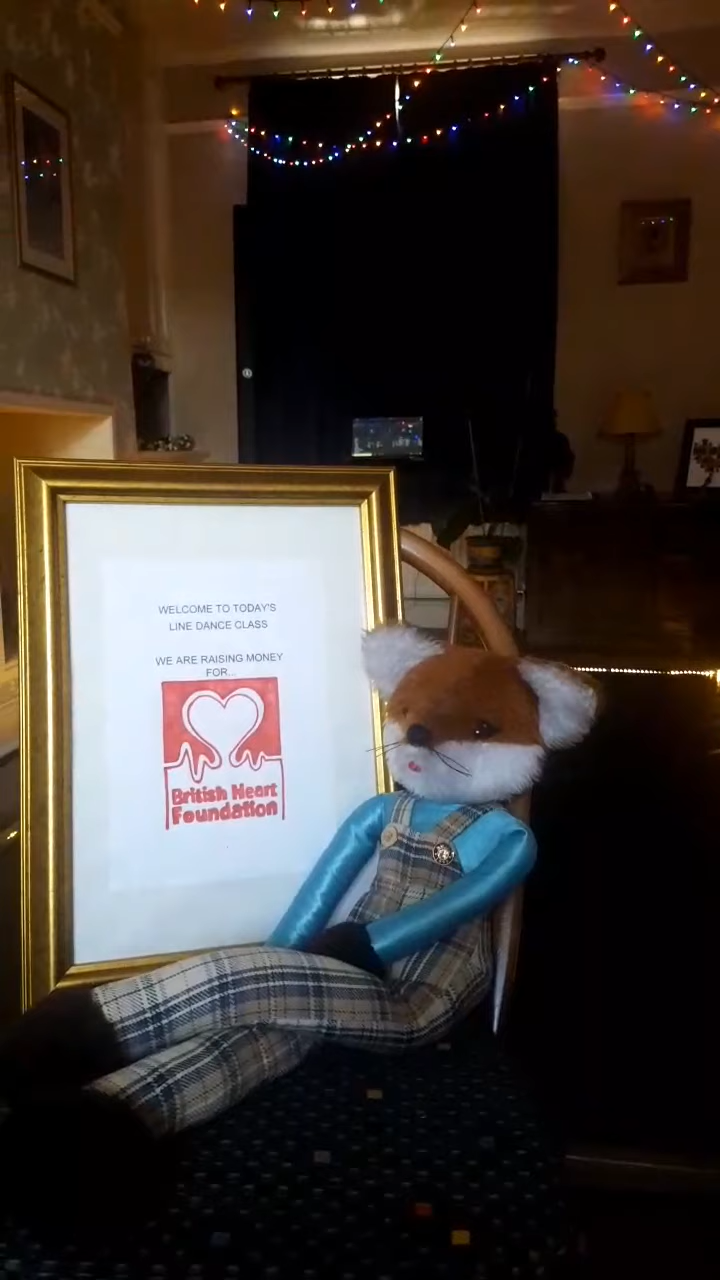 WELCOME TO TODAY'S
LINE DANCE CLASS
WE ARE RAISING MONEY
FOR...
British Heart
Foundation